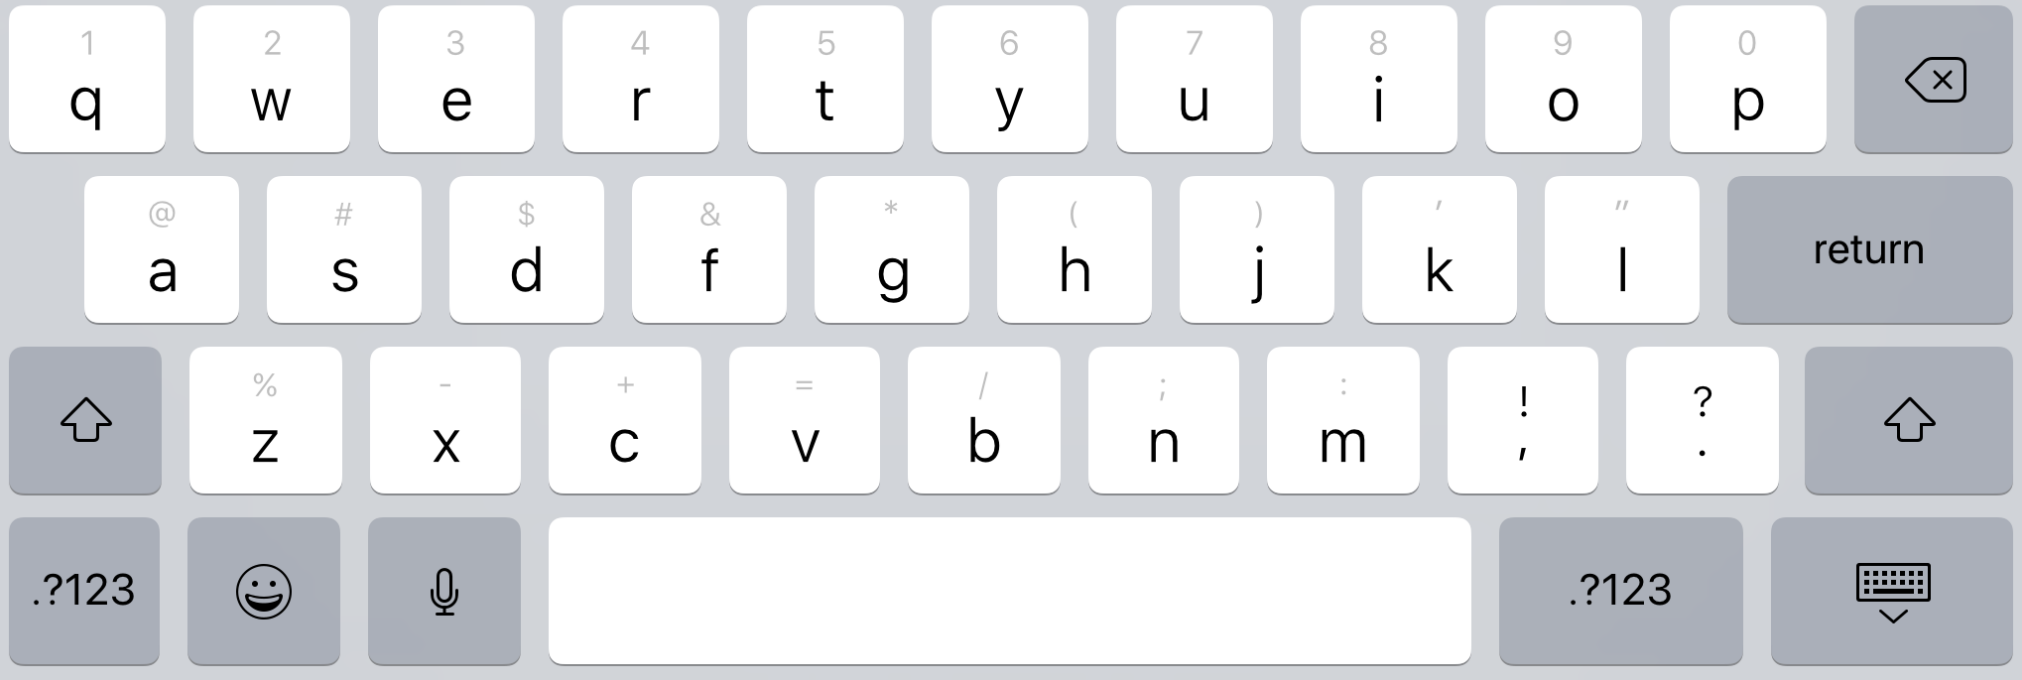 1 2 3 4 5 6 7 8 9 0
q w e r t y u i o p
@ # $ & * ( ) ' "
a s d f g h j k l return
% - + = / ; : ! ?
z x c v b n m , .
.?123 .?123